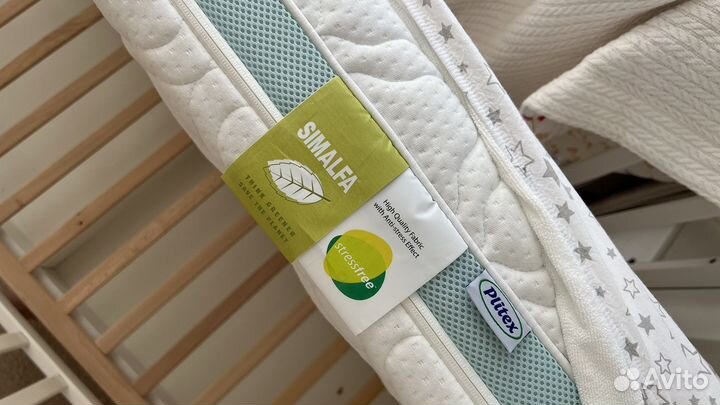 SIMALFA
THINK GREENER
SAVE THE PLANET
High Quality Fabric
with Anti-stress Effect
stressfree
Plitex
Avito